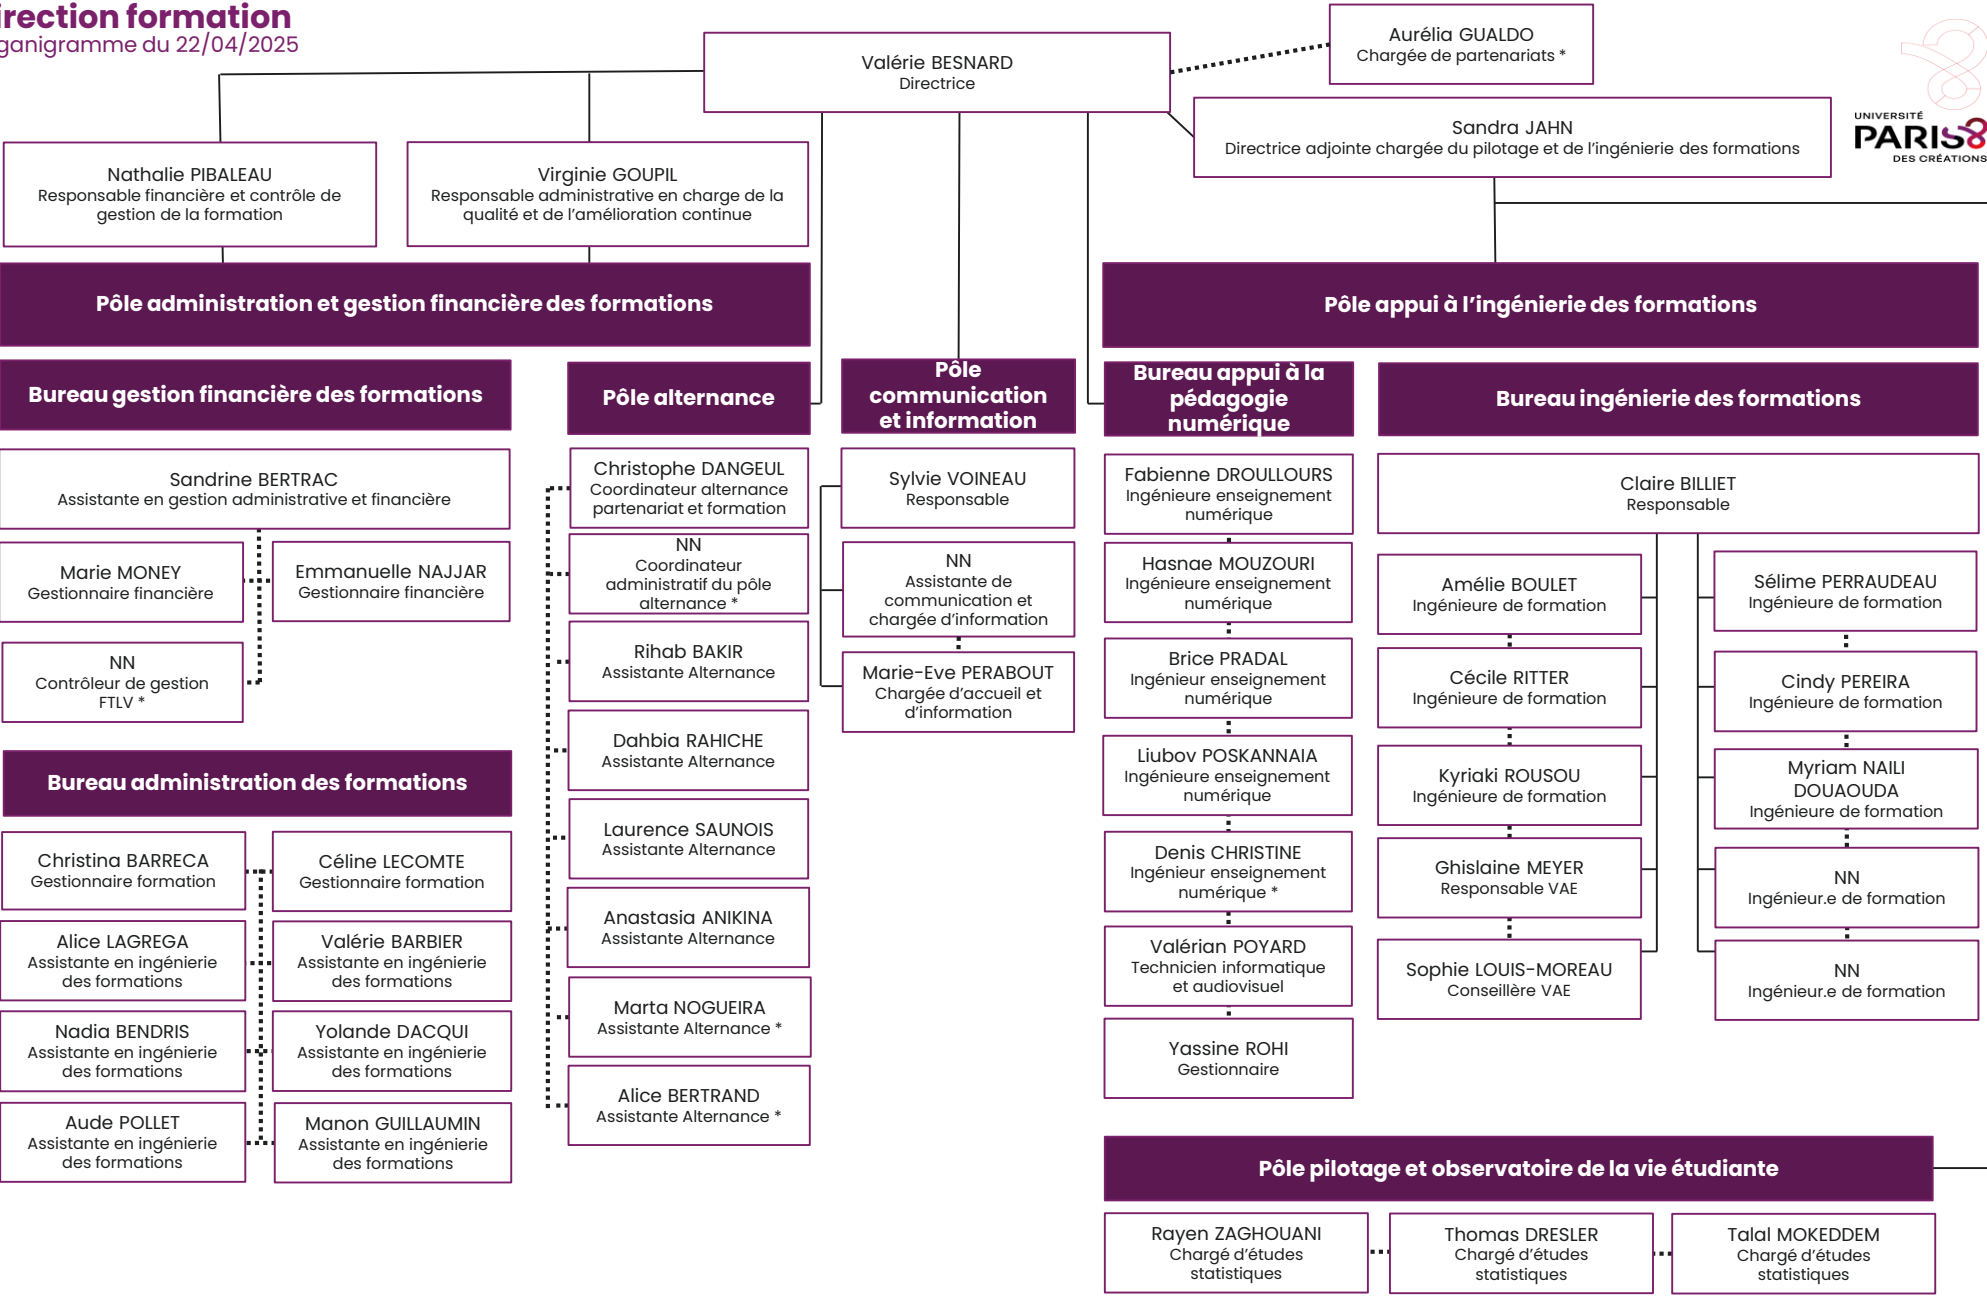 irection formation
ganigramme du 22/04/2025
Valérie BESNARD
Directrice
Aurélia GUALDO
Chargée de partenariats *
Sandra JAHN
Directrice adjointe chargée du pilotage et de l'ingénierie des formations
UNIVERSITÉ
PARIS8
DES CRÉATIONS
Nathalie PIBALEAU
Responsable financière et contrôle de
gestion de la formation
Virginie GOUPIL
Responsable administrative en charge de la
qualité et de l'amélioration continue
Pôle administration et gestion financière des formations
Pôle appui à l'ingénierie des formations
Bureau gestion financière des formations
Sandrine BERTRAC
Assistante en gestion administrative et financière
Marie MONEY
Gestionnaire financière
Emmanuelle NAJJAR
Gestionnaire financière
NN
Contrôleur de gestion
FTLV *
Bureau administration des formations
Christina BARRECA
Gestionnaire formation
Céline LECOMTE
Gestionnaire formation
Alice LAGREGA
Assistante en ingénierie
des formations
Valérie BARBIER
Assistante en ingénierie
des formations
Nadia BENDRIS
Assistante en ingénierie
des formations
Yolande DACQUI
Assistante en ingénierie
des formations
Aude POLLET
Assistante en ingénierie
des formations
Manon GUILLAUMIN
Assistante en ingénierie
des formations
Pôle alternance
Christophe DANGEUL
Coordinateur alternance
partenariat et formation
NN
Coordinateur
administratif du pôle
alternance *
Rihab BAKIR
Assistante Alternance
Dahbia RAHICHE
Assistante Alternance
Laurence SAUNOIS
Assistante Alternance
Anastasia ANIKINA
Assistante Alternance
Marta NOGUEIRA
Assistante Alternance *
Alice BERTRAND
Assistante Alternance *
Pôle
communication
et information
Sylvie VOINEAU
Responsable
NN
Assistante de
communication et
chargée d'information
Marie-Eve PERABOUT
Chargée d'accueil et
d'information
Bureau appui à la
pédagogie
numérique
Fabienne DROULLOURS
Ingénieure enseignement
numérique
Hasnae MOUZOURI
Ingénieure enseignement
numérique
Brice PRADAL
Ingénieur enseignement
numérique
Liubov POSKANNAIA
Ingénieure enseignement
numérique
Denis CHRISTINE
Ingénieur enseignement
numérique *
Valérian POYARD
Technicien informatique
et audiovisuel
Yassine ROHI
Gestionnaire
Bureau ingénierie des formations
Claire BILLIET
Responsable
Amélie BOULET
Ingénieure de formation
Sélime PERRAUDEAU
Ingénieure de formation
Cécile RITTER
Ingénieure de formation
Cindy PEREIRA
Ingénieure de formation
Kyriaki ROUSOU
Ingénieure de formation
Myriam NAILI
DOUAOUDA
Ingénieure de formation
Ghislaine MEYER
Responsable VAE
NN
Ingénieur.e de formation
Sophie LOUIS-MOREAU
Conseillère VAE
NN
Ingénieur.e de formation
Pôle pilotage et observatoire de la vie étudiante
Rayen ZAGHOUANI
Chargé d'études
statistiques
Thomas DRESLER
Chargé d'études
statistiques
Talal MOKEDDEM
Chargé d'études
statistiques